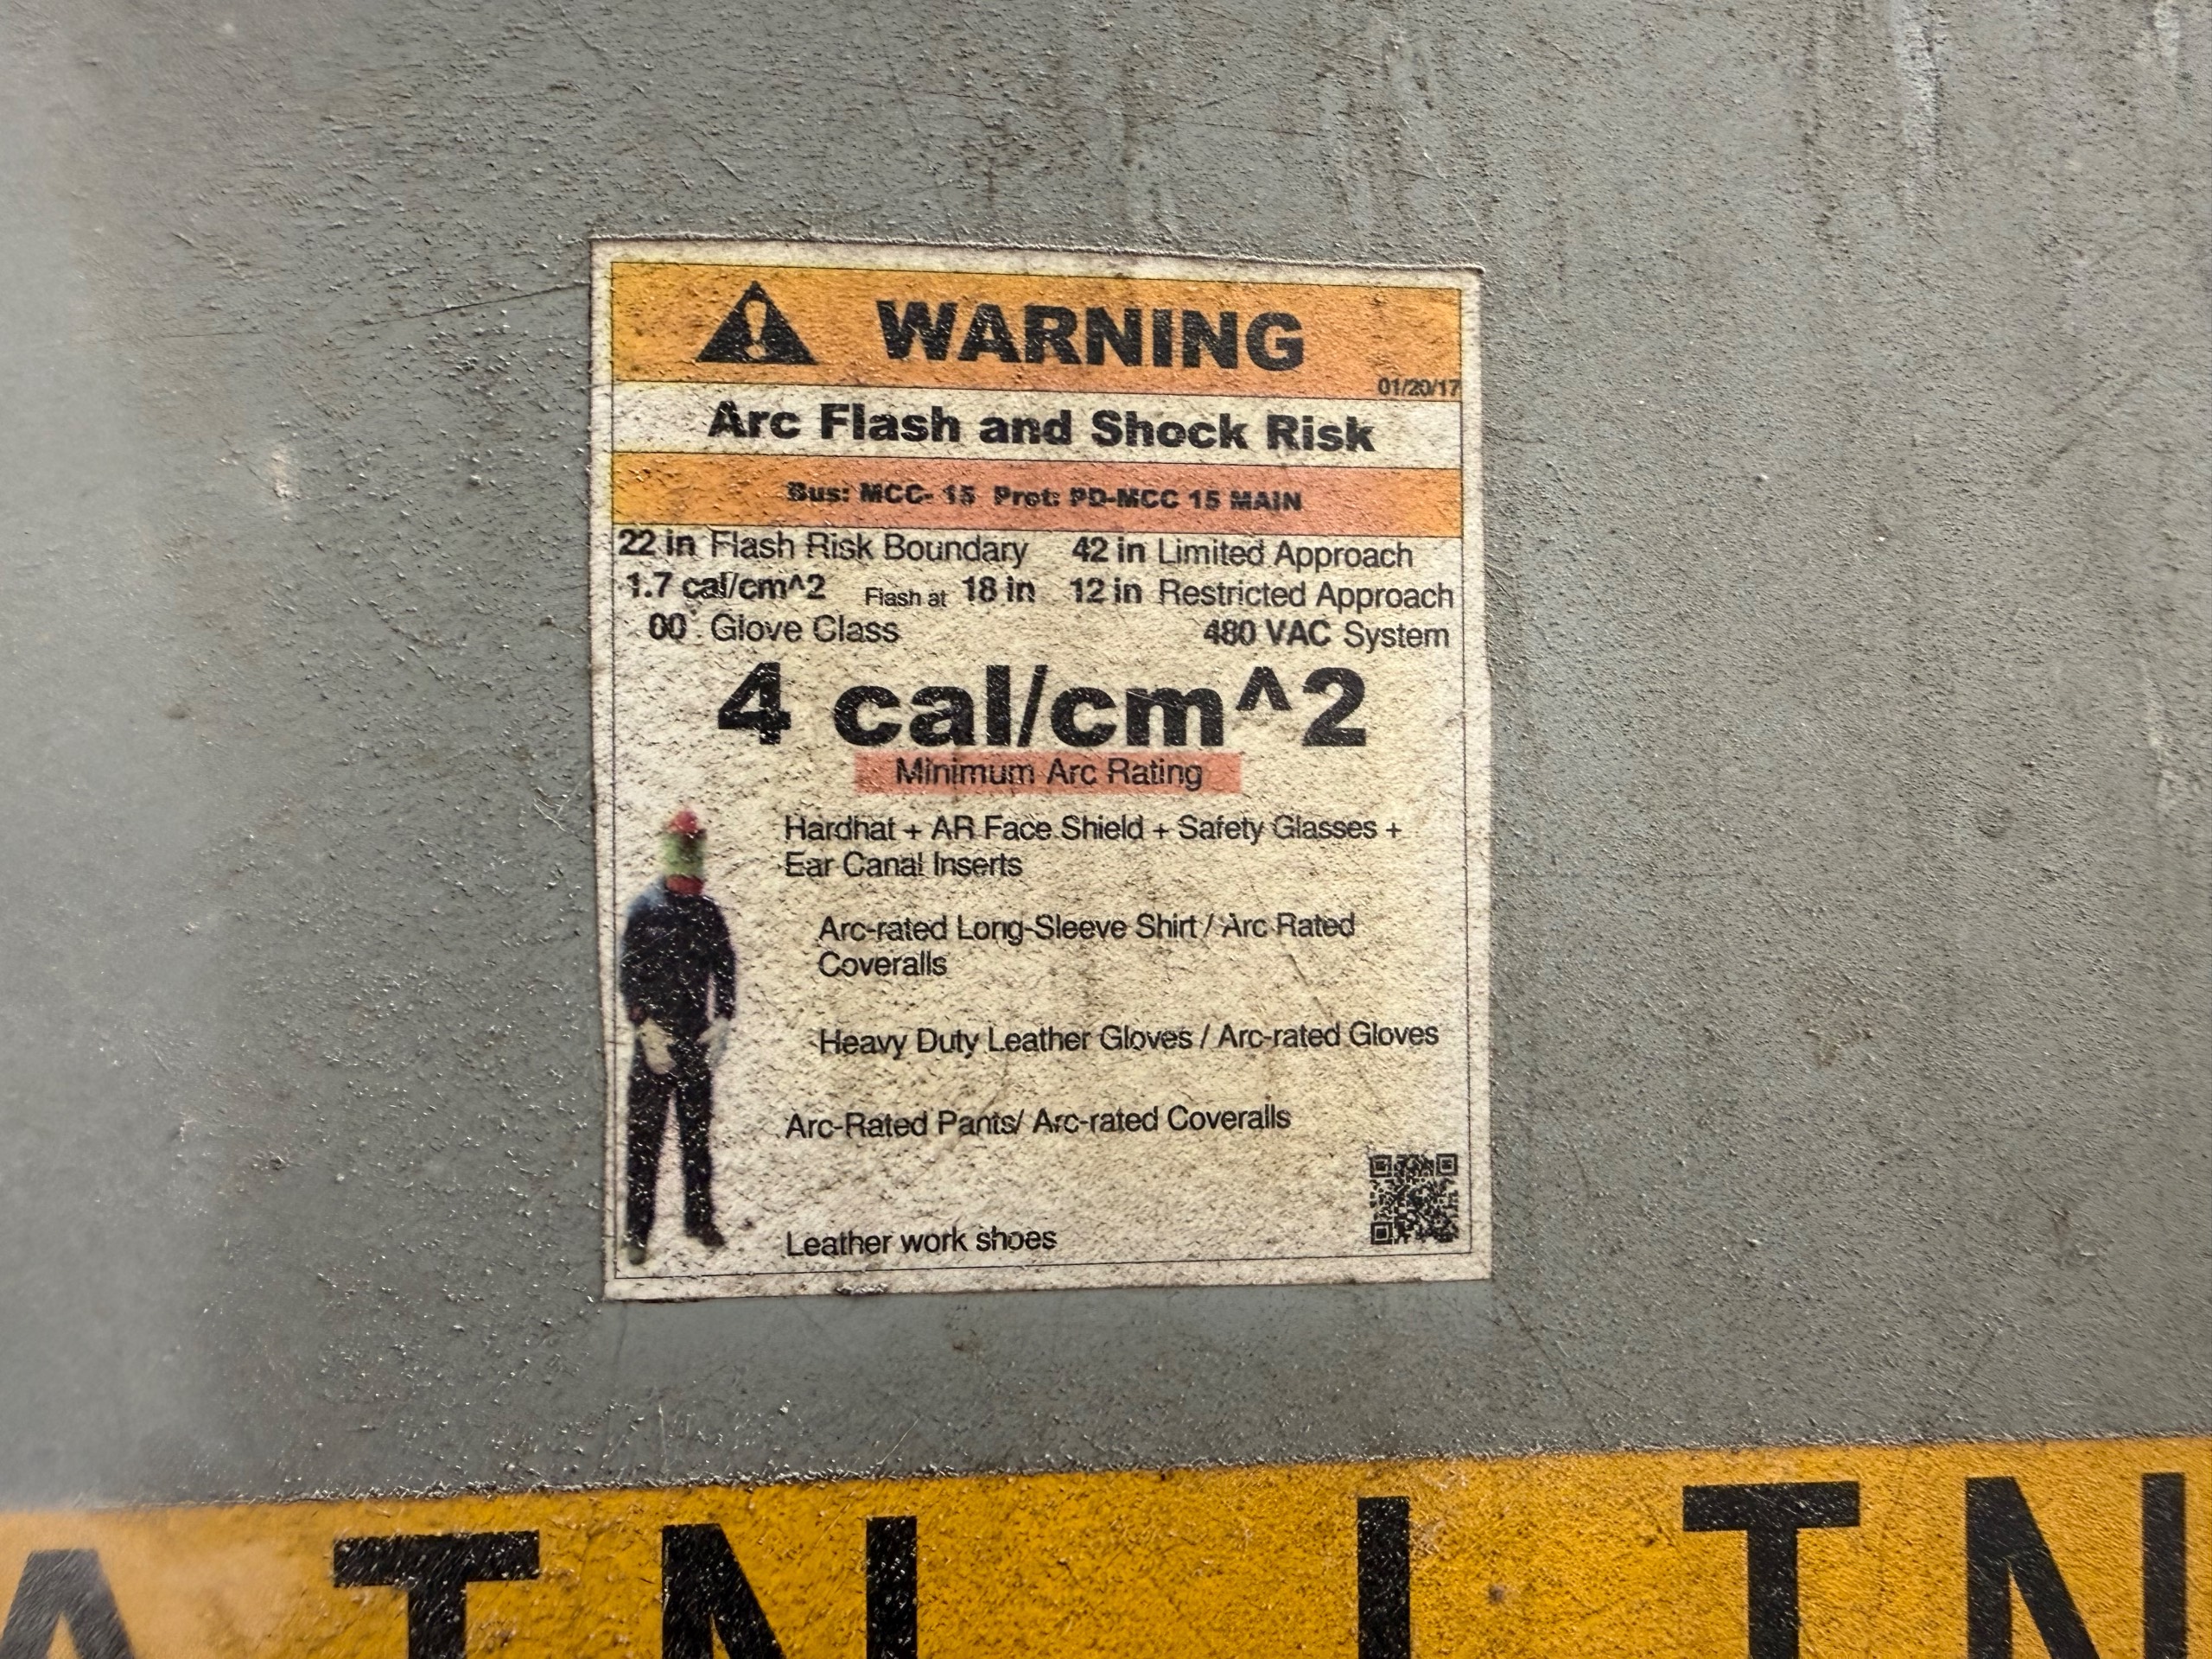 WARNING
01/20/17
Arc Flash and Shock Risk
Bus: MCC- 15 Prot: PD-MCC 15 MAIN
22 in Flash Risk Boundary 42 in Limited Approach
1.7 cal/cm^2 Flash at 18 in 12 in Restricted Approach
00 Glove Class 480 VAC System
4 cal/cm^2
Minimum Arc Rating
Hardhat + AR Face Shield + Safety Glasses +
Ear Canal Inserts
Arc-rated Long-Sleeve Shirt / Arc Rated
Coveralls
Heavy Duty Leather Gloves / Arc-rated Gloves
Arc-Rated Pants/ Arc-rated Coveralls
Leather work shoes